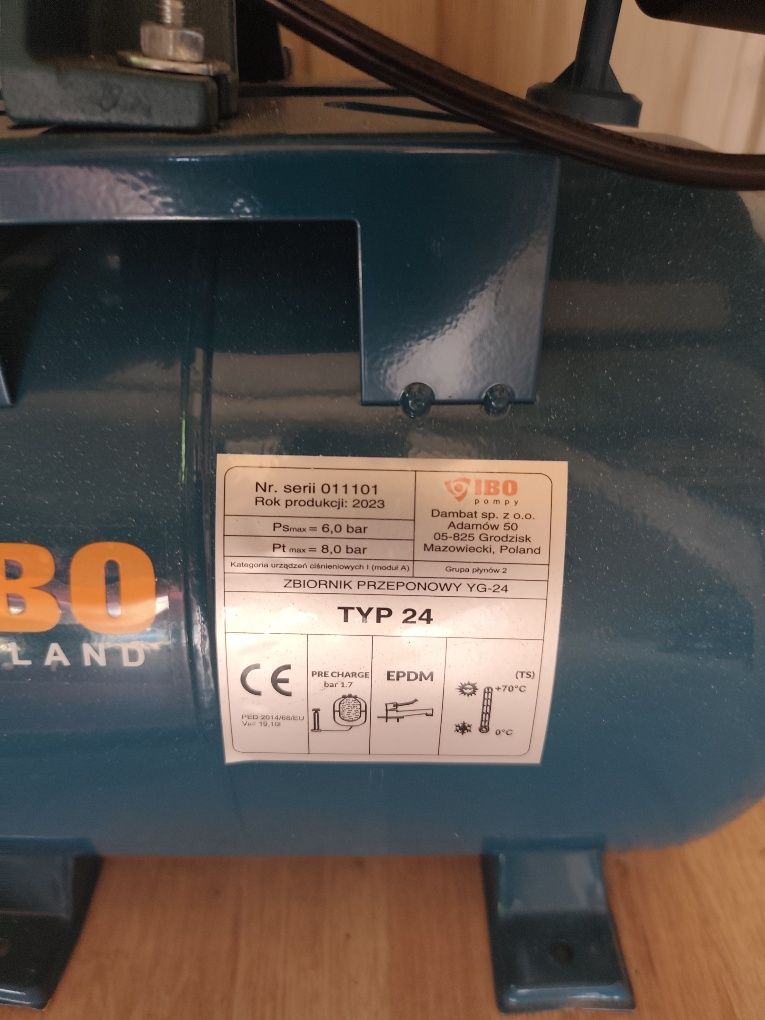 Nr. serii 011101
Rok produkcji: 2023
PSmax = 6,0 bar
Pt max = 8,0 bar
IBO
pompy
Dambat sp. z o.o.
Adamów 50
05-825 Grodzisk
Mazowiecki, Poland
Kategoria urządzeń ciśnieniowych I (moduł A)
Grupa płynów 2
ZBIORNIK PRZEPONOWY YG-24
TYP 24
CE
PED 2014/68/EU
PRE CHARGE
bar 1.7
EPDM
(TS)
+70°C
0°C
BO
LAND